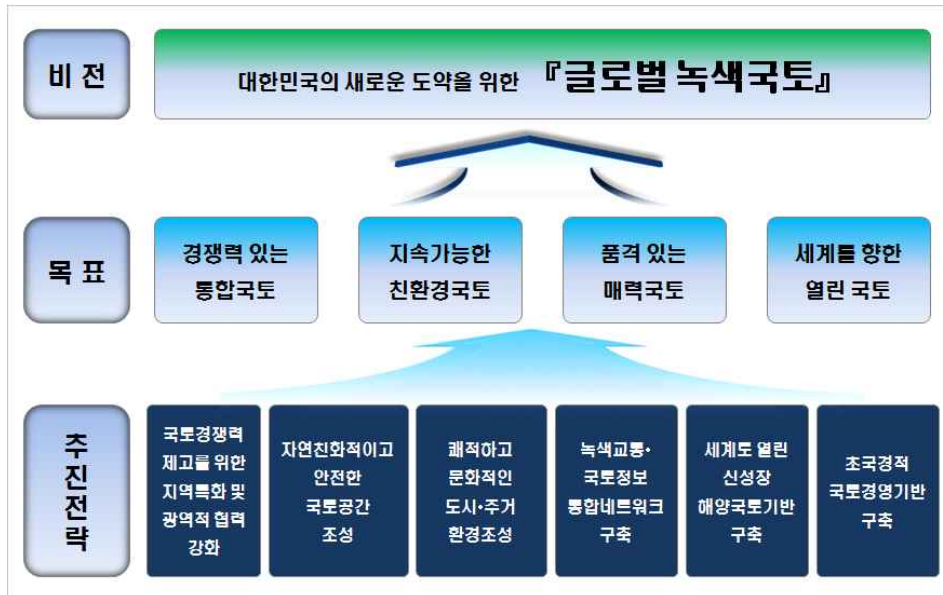 비 전
대한민국의 새로운 도약을 위한 『글로벌 녹색국토』
목 표
경쟁력 있는
통합국토
지속가능한
친환경국토
품격 있는
매력국토
세계를 향한
열린 국토
추
진
전
략
국토경쟁력
제고를 위한
지역특화 및
광역적 협력
강화
자연친화적이고
안전한
국토공간
조성
쾌적하고
문화적인
도시·주거
환경조성
녹색교통·
국토정보
통합네트워크
구축
세계도 열린
신성장
해양국토기반
구축
초국경적
국토경영기반
구축